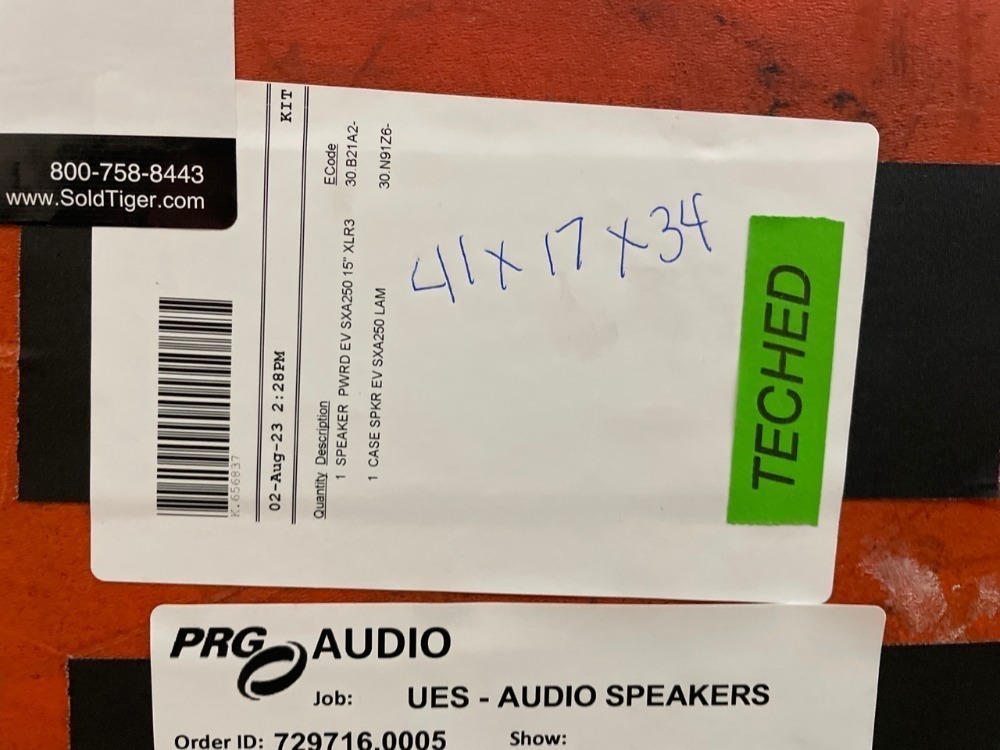 800-758-8443
www.SoldTiger.com
K.656837
02-Aug-23 2:28PM KIT
Quantity Description ECode
1 SPEAKER PWRD EV SXA250 15" XLR3 30.B21A2-
1 CASE SPKR EV SXA250 LAM 30.N91Z6-
41 x 17 x 34
TECHED
PRG AUDIO
Job: UES - AUDIO SPEAKERS
Order ID: 729716.0005 Show: